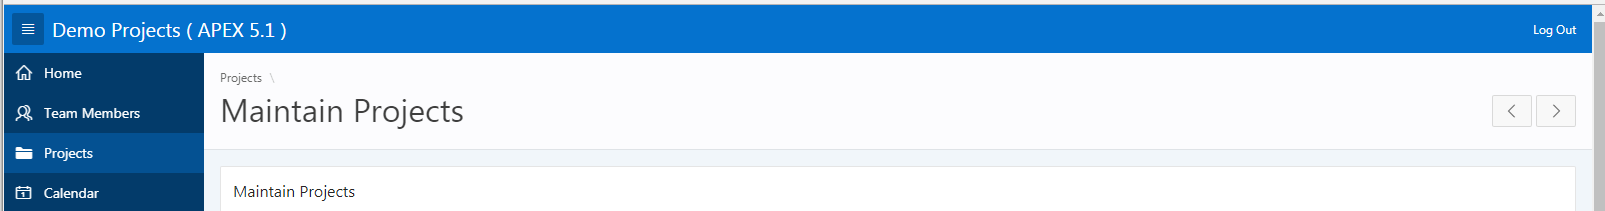 Demo Projects ( APEX 5.1 )
Log Out
Home
Team Members
Projects
Calendar
Projects \
Maintain Projects
Maintain Projects